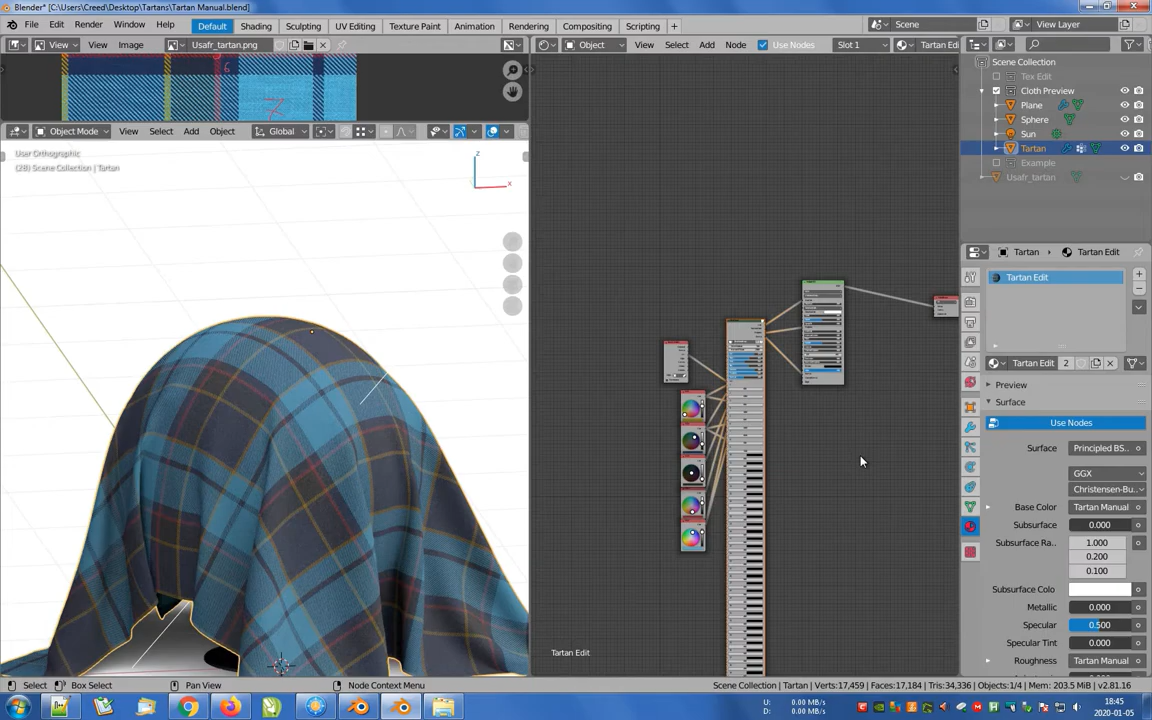 Blender* [C:\Users\Creed\Desktop\Tartans\Tartan Manual.blend]
File Edit Render Window Help Default Shading Sculpting UV Editing Texture Paint Animation Rendering Compositing Scripting + Scene View Layer
View View Image Usafr_tartan.png Object View Select Add Node Use Nodes Slot 1 Tartan Edi
6
7
Object Mode View Select Add Object Global
User Orthographic
(28) Scene Collection | Tartan
Z
X
Scene Collection
Tex Edit
Cloth Preview
Plane
Sphere
Sun
Tartan
Example
Usafr_tartan
Tartan Tartan Edit
Tartan Edit
Tartan Edit 2
Preview
Surface
Use Nodes
Surface Principled BS..
GGX
Christensen-Bu..
Base Color Tartan Manual
Subsurface 0.000
Subsurface Ra.. 1.000
0.200
0.100
Subsurface Colo
Metallic 0.000
Specular 0.500
Specular Tint 0.000
Roughness Tartan Manual
Tartan Edit
Select Box Select Pan View Node Context Menu Scene Collection | Tartan | Verts:17,459 | Faces:17,184 | Tris:34,336 | Objects:1/4 | Mem: 203.5 MiB | v2.81.16
U: 0.00 MB/s
D: 0.00 MB/s
18:45
2020-01-05